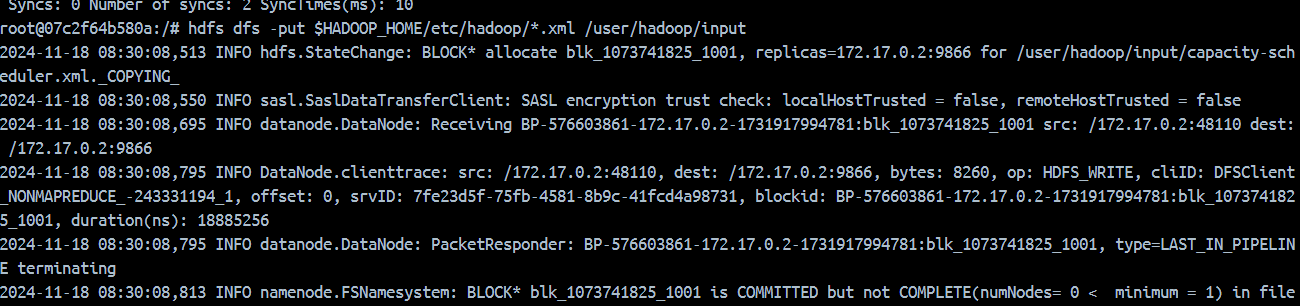 Syncs: 0 Number of syncs: 2 SyncTimes(ms): 10
root@07c2f64b580a:/# hdfs dfs -put $HADOOP_HOME/etc/hadoop/*.xml /user/hadoop/input
2024-11-18 08:30:08,513 INFO hdfs.StateChange: BLOCK* allocate blk_1073741825_1001, replicas=172.17.0.2:9866 for /user/hadoop/input/capacity-sch
eduler.xml._COPYING_
2024-11-18 08:30:08,550 INFO sasl.SaslDataTransferClient: SASL encryption trust check: localHostTrusted = false, remoteHostTrusted = false
2024-11-18 08:30:08,695 INFO datanode.DataNode: Receiving BP-576603861-172.17.0.2-1731917994781:blk_1073741825_1001 src: /172.17.0.2:48110 dest:
 /172.17.0.2:9866
2024-11-18 08:30:08,795 INFO DataNode.clienttrace: src: /172.17.0.2:48110, dest: /172.17.0.2:9866, bytes: 8260, op: HDFS_WRITE, cliID: DFSClient
_NONMAPREDUCE_-243331194_1, offset: 0, srvID: 7fe23d5f-75fb-4581-8b9c-41fcd4a98731, blockid: BP-576603861-172.17.0.2-1731917994781:blk_107374182
5_1001, duration(ns): 18885256
2024-11-18 08:30:08,795 INFO datanode.DataNode: PacketResponder: BP-576603861-172.17.0.2-1731917994781:blk_1073741825_1001, type=LAST_IN_PIPELIN
E terminating
2024-11-18 08:30:08,813 INFO namenode.FSNamesystem: BLOCK* blk_1073741825_1001 is COMMITTED but not COMPLETE(numNodes= 0 <  minimum = 1) in file